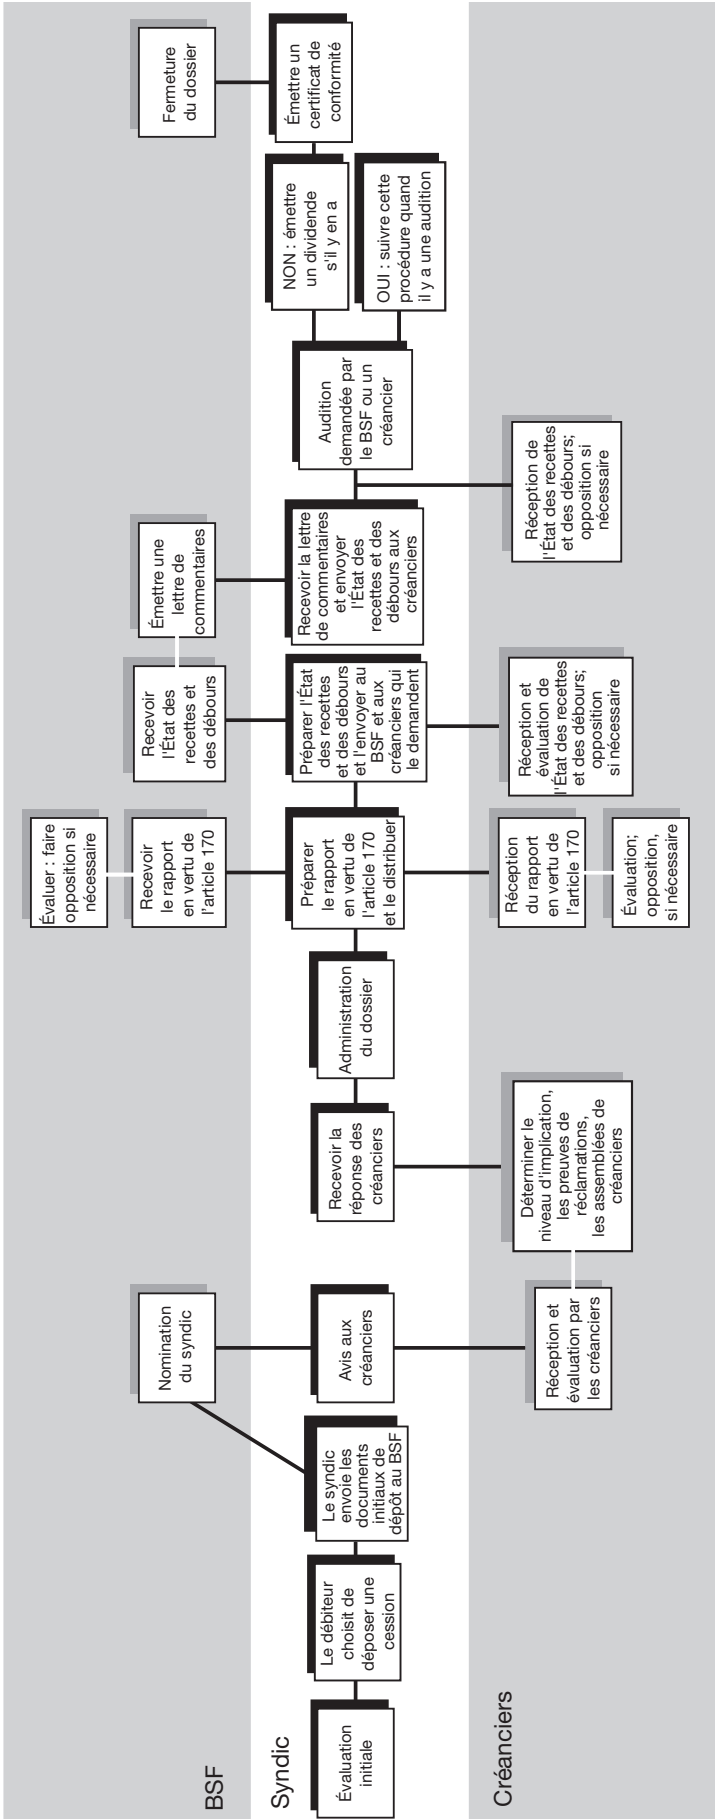 BSF
Syndic
Créanciers
Évaluation
initiale
Le débiteur
choisit de
déposer une
cession
Le syndic
envoie les
documents
initiaux de
dépôt au BSF
Nomination
du syndic
Avis aux
créanciers
Réception et
évaluation par
les créanciers
Déterminer le
niveau d'implication,
les preuves de
réclamations,
les assemblées de
créanciers
Recevoir la
réponse des
créanciers
Administration
du dossier
Préparer
le rapport
en vertu de
l'article 170
et le distribuer
Recevoir
le rapport
en vertu de
l'article 170
Évaluer : faire
opposition si
nécessaire
Réception
du rapport
en vertu de
l'article 170
Évaluation;
opposition,
si nécessaire
Préparer l'État
des recettes
et des débours
et l'envoyer au
BSF et aux
créanciers qui
le demandent
Recevoir
l'État des
recettes et
des débours
Réception et
évaluation de
l'État des recettes
et des débours;
opposition
si nécessaire
Émettre une
lettre de
commentaires
Recevoir la lettre
de commentaires
et envoyer
l'État des
recettes et des
débours aux
créanciers
Réception de
l'État des recettes
et des débours;
opposition si
nécessaire
Audition
demandée par
le BSF ou un
créancier
NON : émettre
un dividende
s'il y en a
OUI : suivre cette
procédure quand
il y a une audition
Émettre un
certificat de
conformité
Fermeture
du dossier